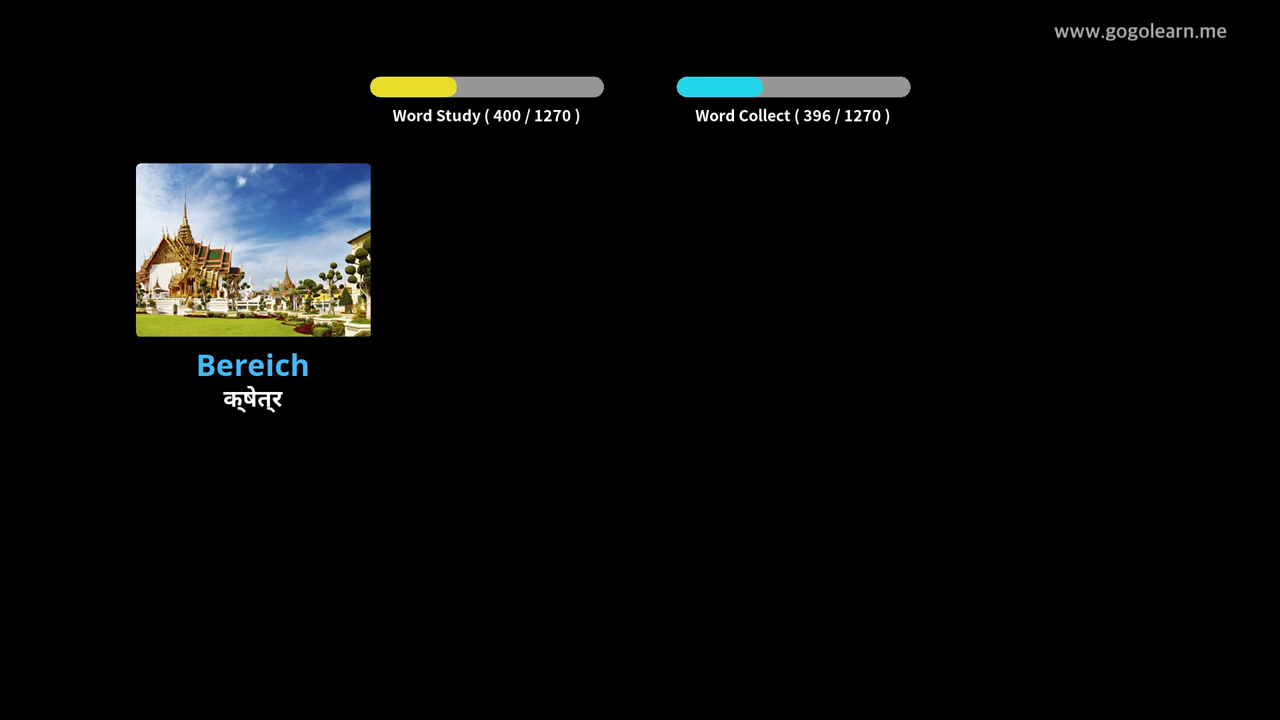 www.gogolearn.me
Word Study ( 400 / 1270 )
Word Collect ( 396 / 1270 )
Bereich
क्षेत्र